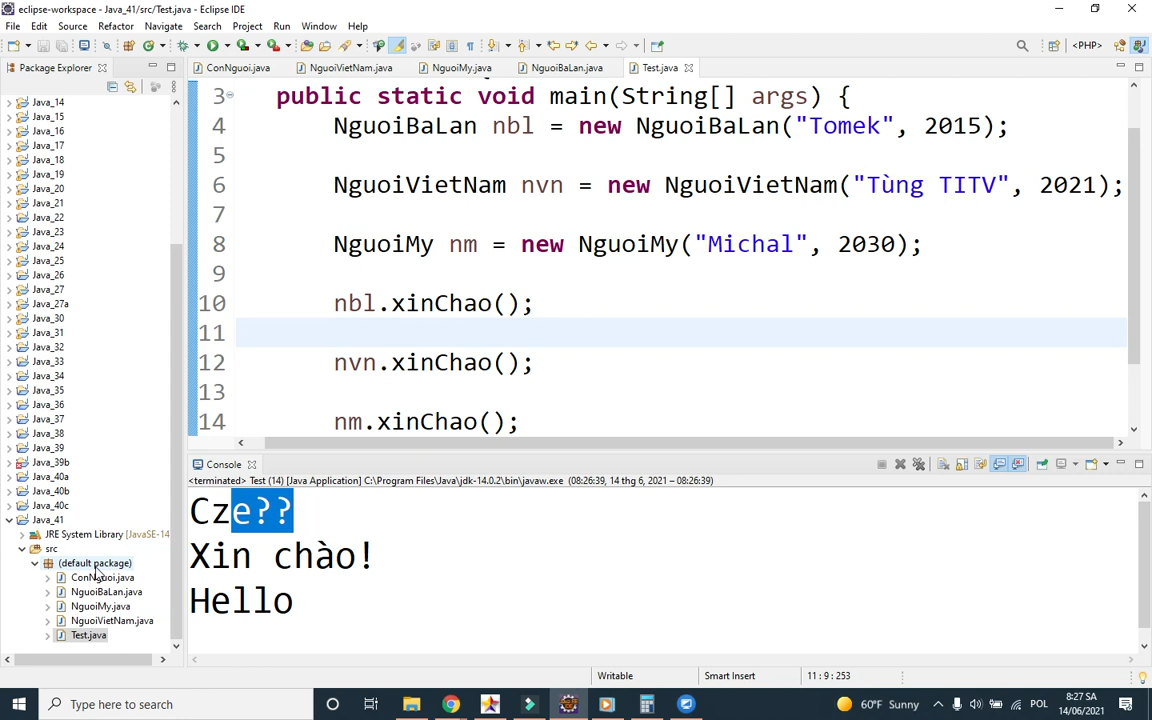 eclipse-workspace - Java_41/src/Test.java - Eclipse IDE
File Edit Source Refactor Navigate Search Project Run Window Help
<PHP>
Package Explorer
ConNguoi.java NguoiVietNam.java NguoiMy.java NguoiBaLan.java Test.java
Java_14
Java_15
Java_16
Java_17
Java_18
Java_19
Java_20
Java_21
Java_22
Java_23
Java_24
Java_25
Java_26
Java_27
Java_27a
Java_30
Java_31
Java_32
Java_33
Java_34
Java_35
Java_36
Java_37
Java_38
Java_39
Java_39b
Java_40a
Java_40b
Java_40c
Java_41
JRE System Library [JavaSE-14
src
(default package)
ConNguoi.java
NguoiBaLan.java
NguoiMy.java
NguoiVietNam.java
Test.java
3 public static void main(String[] args) {
4 NguoiBaLan nbl = new NguoiBaLan("Tomek", 2015);
5
6 NguoiVietNam nvn = new NguoiVietNam("Tùng TITV", 2021);
7
8 NguoiMy nm = new NguoiMy("Michal", 2030);
9
10 nbl.xinChao();
11
12 nvn.xinChao();
13
14 nm.xinChao();
Console
<terminated> Test (14) [Java Application] C:\Program Files\Java\jdk-14.0.2\bin\javaw.exe (08:26:39, 14 thg 6, 2021 – 08:26:39)
Cze??
Xin chào!
Hello
Writable Smart Insert 11 : 9 : 253
Type here to search
60°F Sunny
POL
8:27 SA
14/06/2021